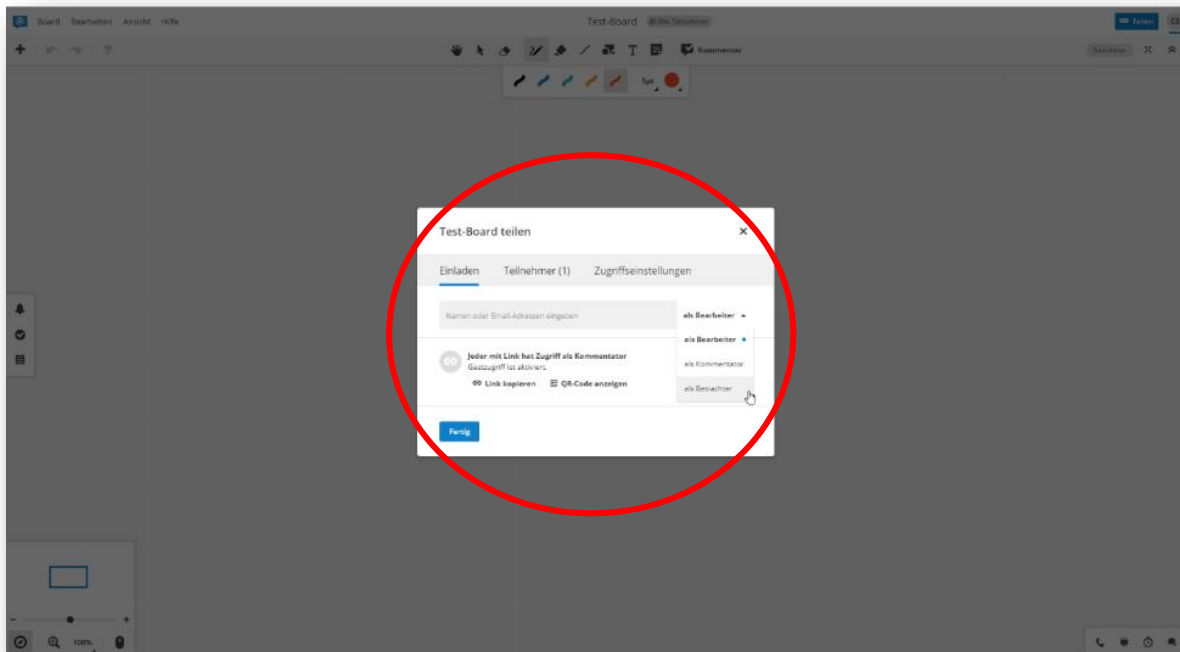 Board Bearbeiten Ansicht Hilfe
Test-Board
Teilen
Kommentar
Test-Board teilen
Einladen Teilnehmer (1) Zugriffseinstellungen
Namen oder Email-Adressen eingeben
als Bearbeiter
als Bearbeiter
als Kommentator
als Betrachter
Jeder mit Link hat Zugriff als Kommentator
Gastzugriff ist aktiviert.
Link kopieren QR-Code anzeigen
Fertig
100%